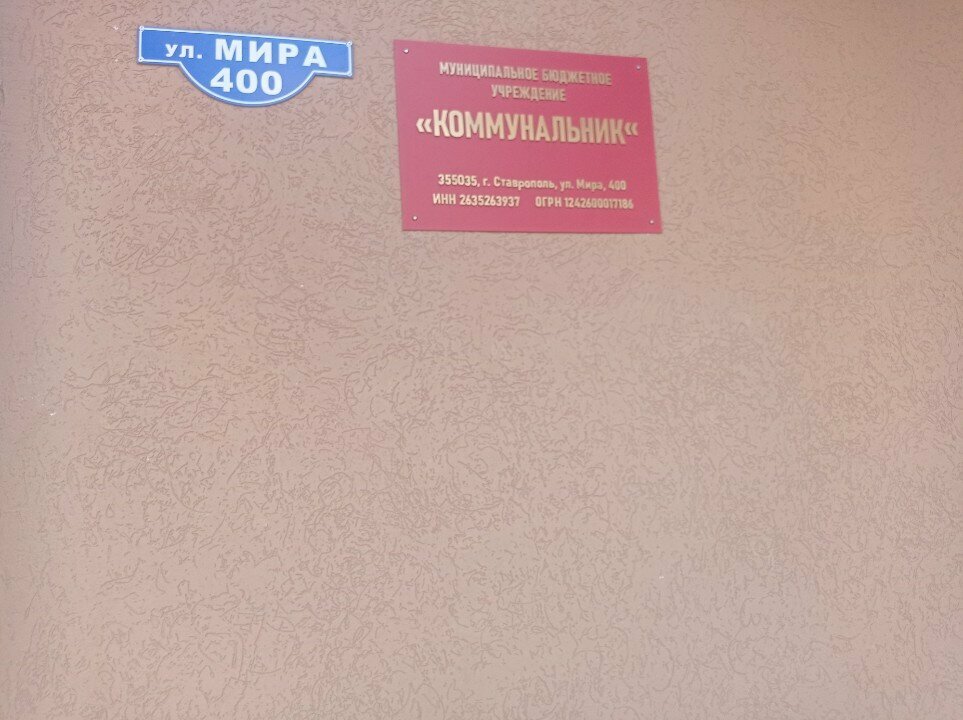 ул. МИРА
400
МУНИЦИПАЛЬНОЕ БЮДЖЕТНОЕ
УЧРЕЖДЕНИЕ
«КОММУНАЛЬНИК“
355035, г. Ставрополь, ул. Мира, 400
ИНН 2635263937 ОГРН 1242600017186